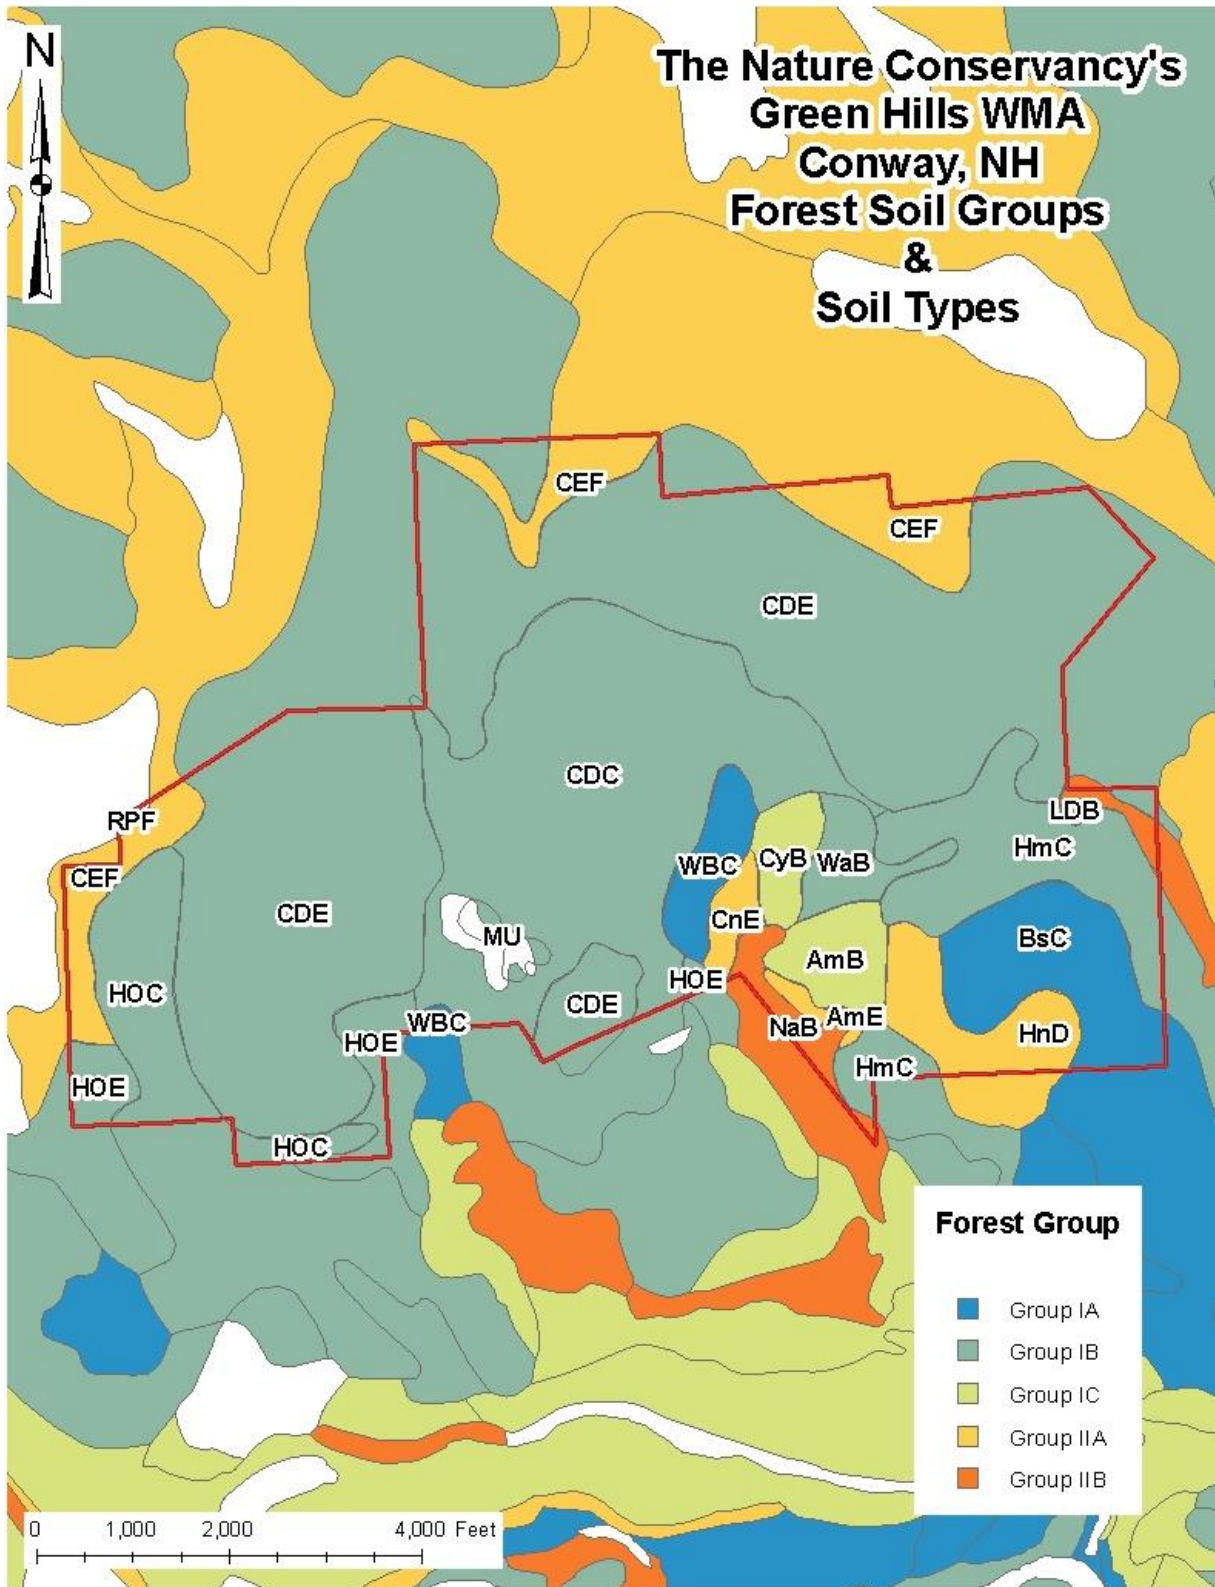 N
The Nature Conservancy's
Green Hills WMA
Conway, NH
Forest Soil Groups
&
Soil Types
CEF
CEF
CDE
CDC
RPF
LDB
HmC
WBC
CyB
WaB
CEF
CDE
CnE
MU
BsC
AmB
HOE
HOC
CDE
WBC
NaB
AmE
HnD
HOE
HmC
HOE
HOC
Forest Group
Group IA
Group IB
Group IC
Group IIA
Group IIB
0 1,000 2,000 4,000 Feet